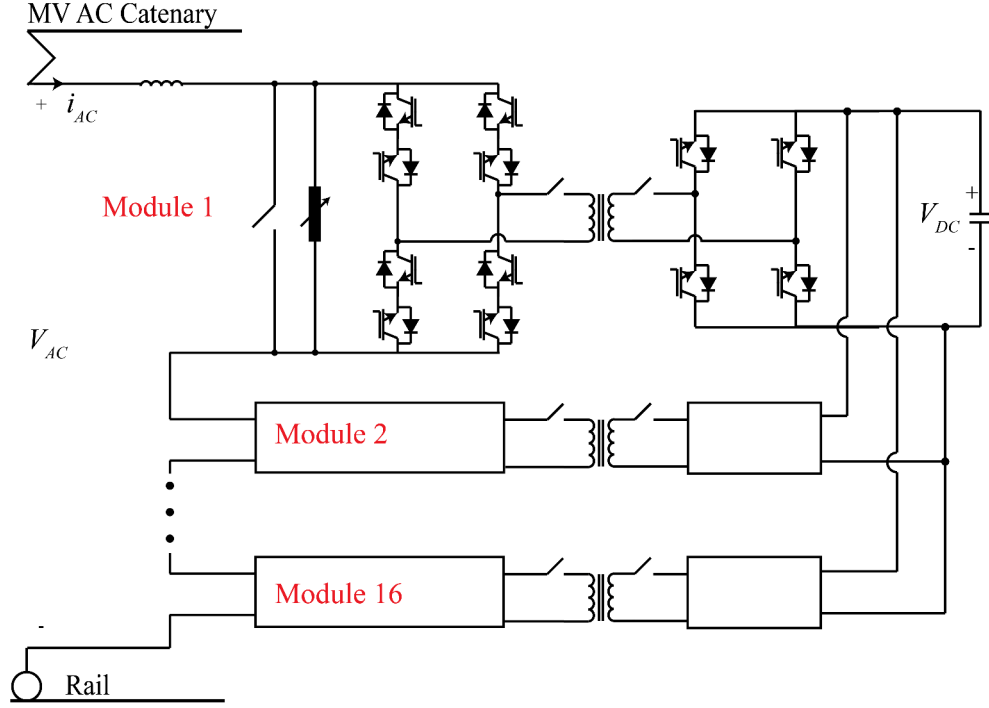 MV AC Catenary
+ i_AC
Module 1
+
V_DC
-
V_AC
Module 2
Module 16
-
Rail